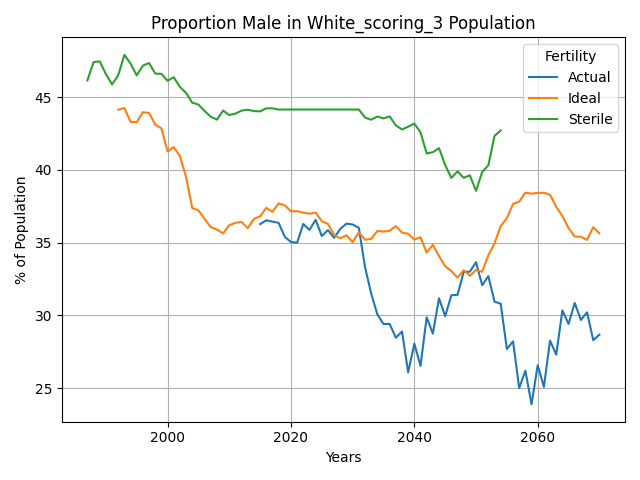 Proportion Male in White_scoring_3 Population
Fertility
Actual
Ideal
Sterile
% of Population
45
40
35
30
25
2000
2020
2040
2060
Years